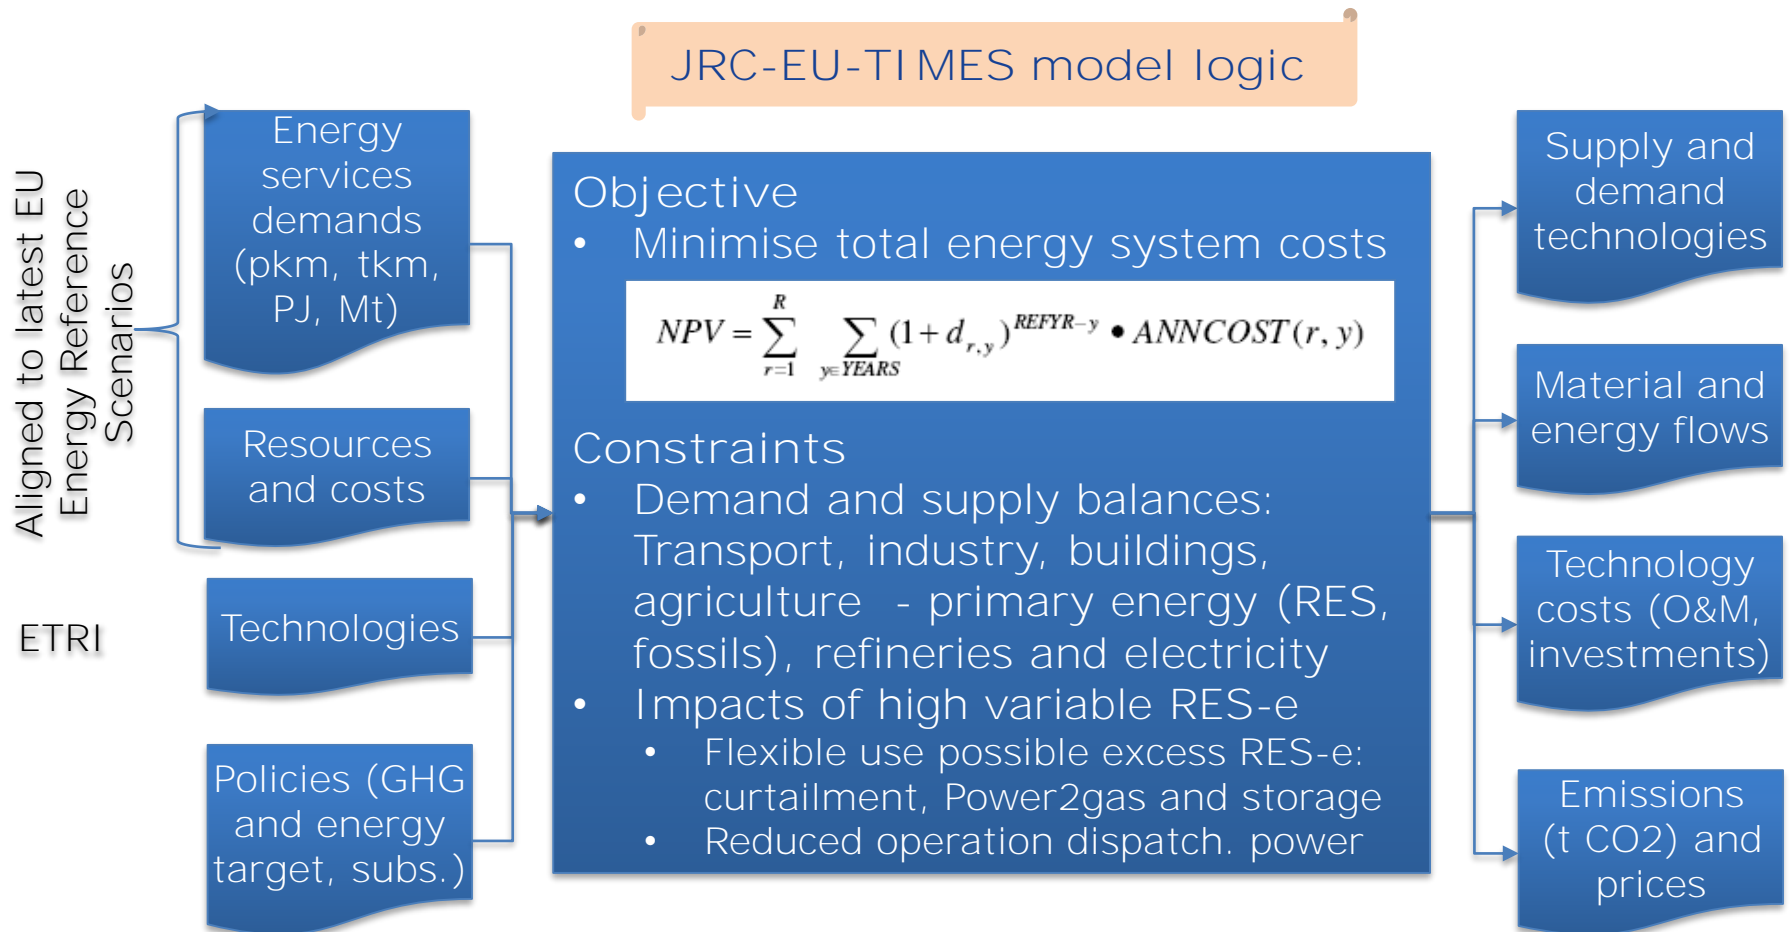 JRC-EU-TIMES model logic
Aligned to latest EU
Energy Reference
Scenarios
ETRI
Energy
services
demands
(pkm, tkm,
PJ, Mt)
Resources
and costs
Technologies
Policies (GHG
and energy
target, subs.)
Objective
• Minimise total energy system costs
NPV = \sum_{r=1}^{R} \sum_{y∈YEARS} (1 + d_{r,y})^{REFYR−y} • ANNCOST(r, y)
Constraints
• Demand and supply balances:
Transport, industry, buildings,
agriculture - primary energy (RES,
fossils), refineries and electricity
• Impacts of high variable RES-e
• Flexible use possible excess RES-e:
curtailment, Power2gas and storage
• Reduced operation dispatch. power
Supply and
demand
technologies
Material and
energy flows
Technology
costs (O&M,
investments)
Emissions
(t CO2) and
prices